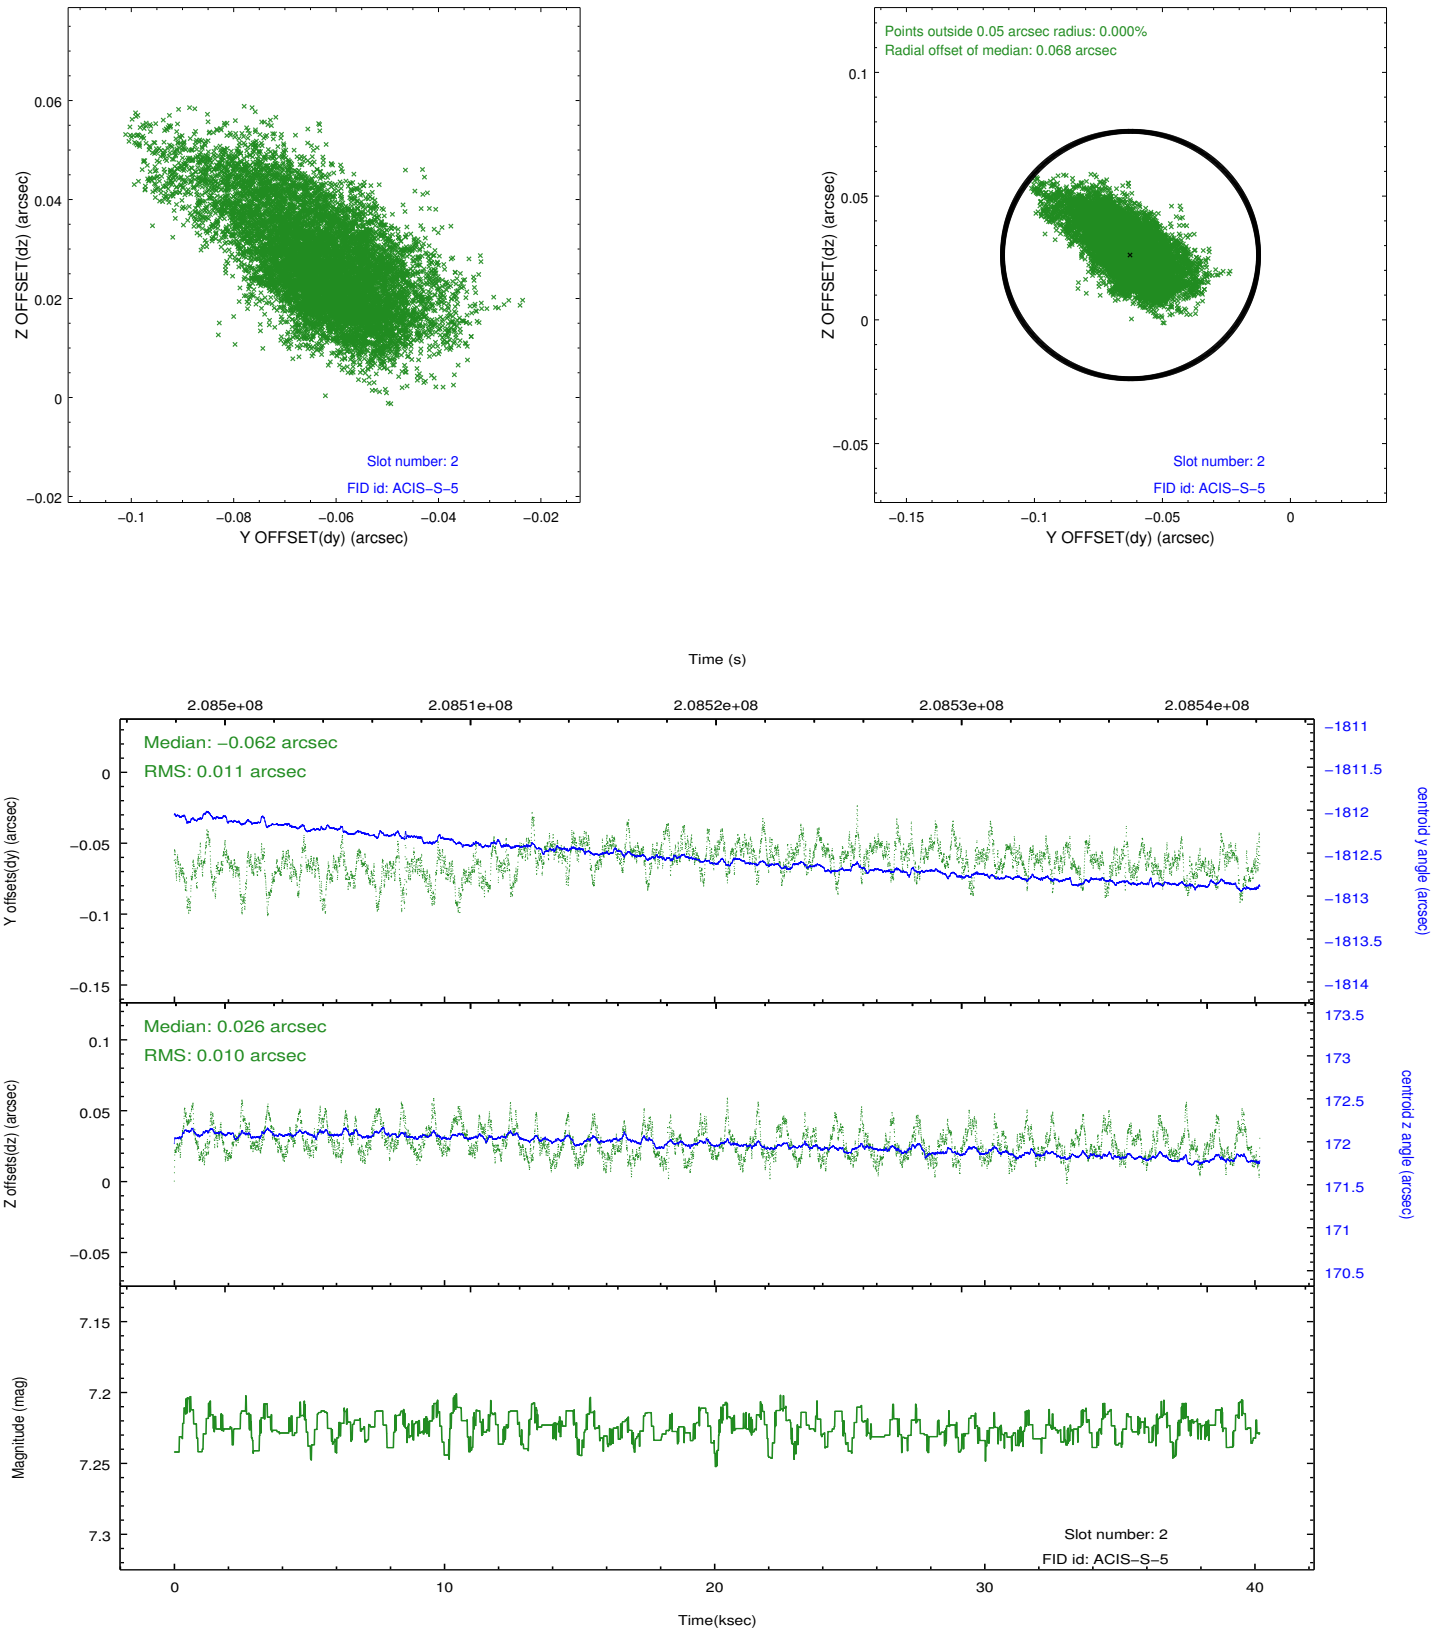 0.06
0.04
0.02
0
−0.02
Z OFFSET(dz) (arcsec)
Slot number: 2
FID id: ACIS−S−5
−0.1 −0.08 −0.06 −0.04 −0.02
Y OFFSET(dy) (arcsec)
Points outside 0.05 arcsec radius: 0.000%
Radial offset of median: 0.068 arcsec
0.1
0.05
0
−0.05
Z OFFSET(dz) (arcsec)
Slot number: 2
FID id: ACIS−S−5
−0.15 −0.1 −0.05 0
Y OFFSET(dy) (arcsec)
Time (s)
2.085e+08 2.0851e+08 2.0852e+08 2.0853e+08 2.0854e+08
Median: −0.062 arcsec
RMS: 0.011 arcsec
0
−0.05
−0.1
−0.15
Y offsets(dy) (arcsec)
−1811
−1811.5
−1812
−1812.5
−1813
−1813.5
−1814
centroid y angle (arcsec)
Median: 0.026 arcsec
RMS: 0.010 arcsec
0.1
0.05
0
−0.05
Z offsets(dz) (arcsec)
173.5
173
172.5
172
171.5
171
170.5
centroid z angle (arcsec)
7.15
7.2
7.25
7.3
Magnitude (mag)
Slot number: 2
FID id: ACIS−S−5
0 10 20 30 40
Time(ksec)